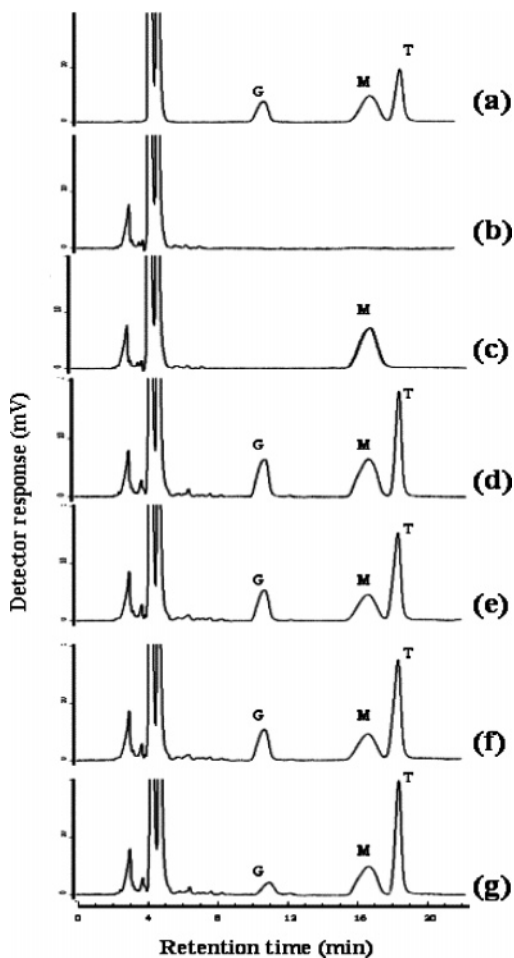 T
G M
(a)
(b)
M
(c)
T
G M
(d)
T
G M
(e)
T
G M
(f)
T
G M
(g)
Detector response (mV)
0 4 8 12 16 20
Retention time (min)